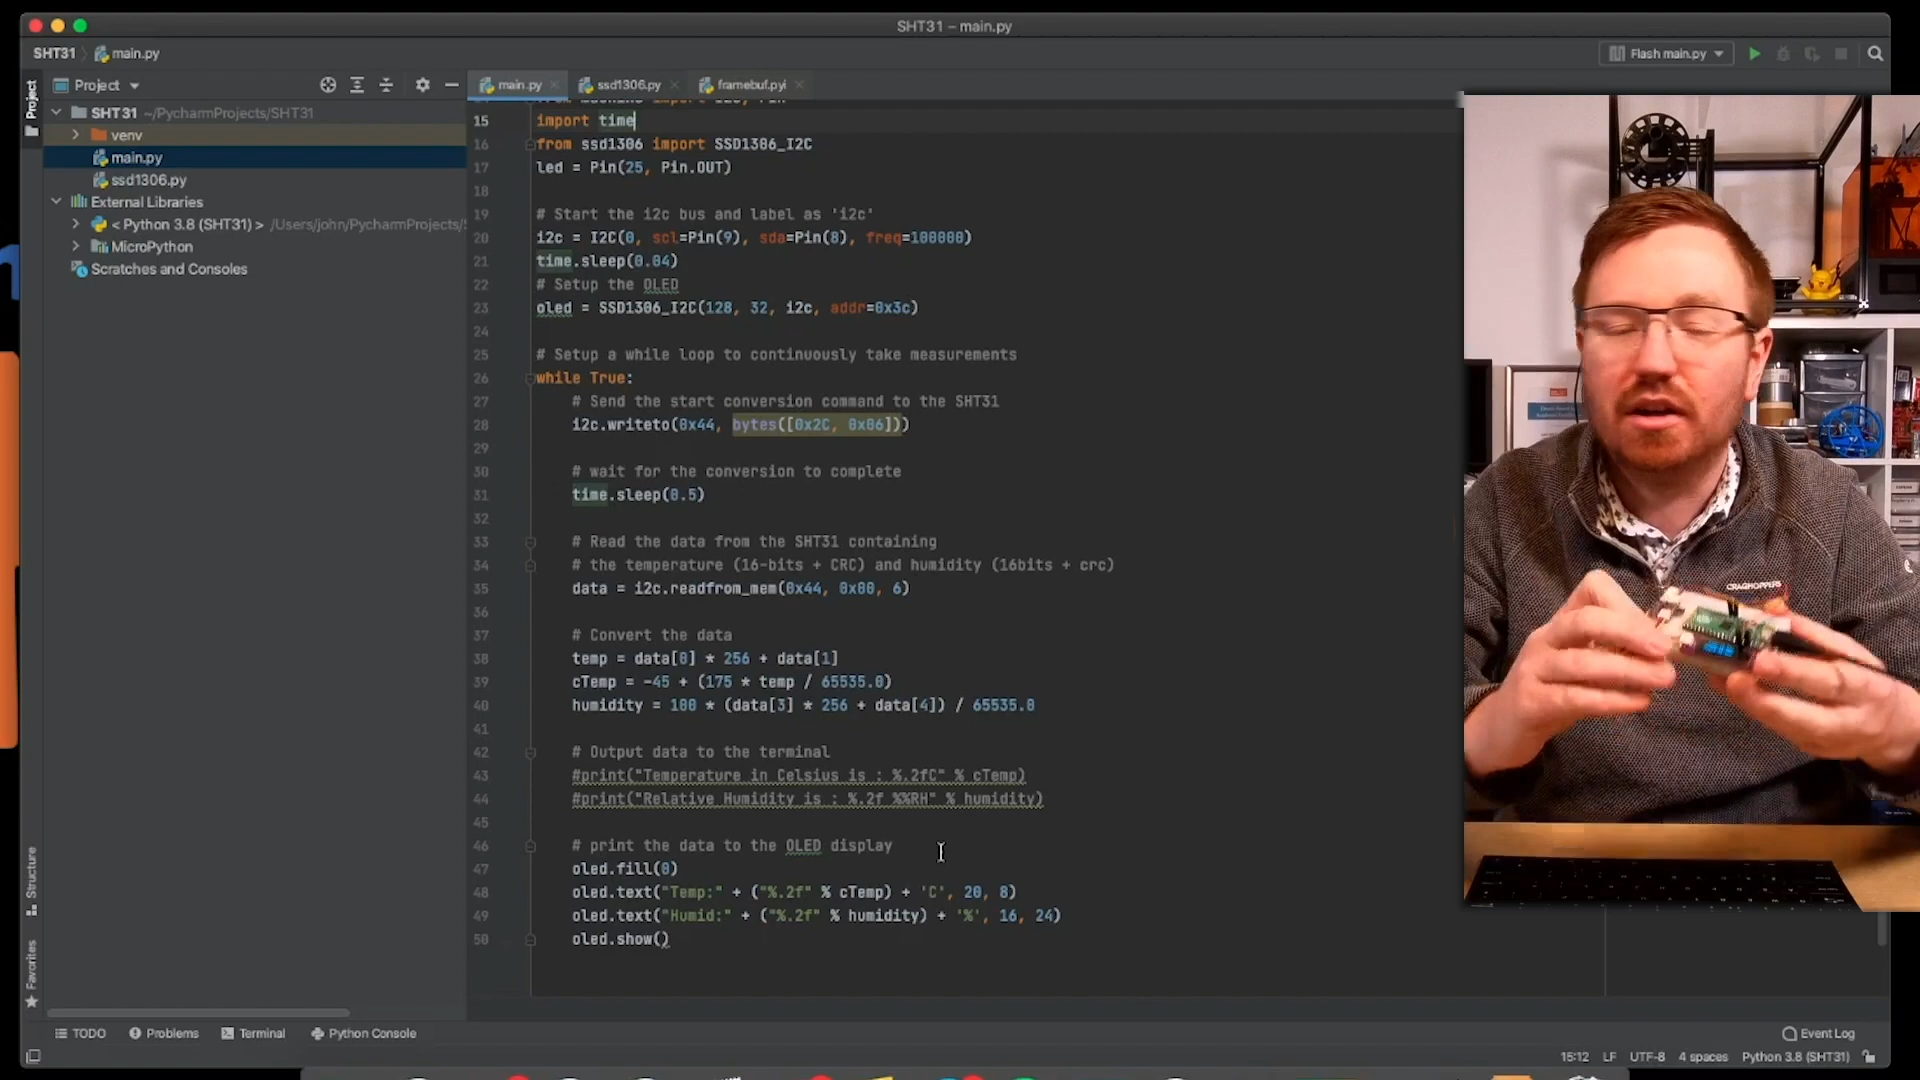 SHT31 – main.py
SHT31 main.py
Flash main.py
Project
main.py
ssd1306.py
framebuf.pyi
Project
SHT31 ~/PycharmProjects/SHT31
venv
main.py
ssd1306.py
External Libraries
< Python 3.8 (SHT31) > /Users/john/PycharmProjects/
MicroPython
Scratches and Consoles
15 import time
16 from ssd1306 import SSD1306_I2C
17 led = Pin(25, Pin.OUT)
18
19 # Start the i2c bus and label as 'i2c'
20 i2c = I2C(0, scl=Pin(9), sda=Pin(8), freq=100000)
21 time.sleep(0.04)
22 # Setup the OLED
23 oled = SSD1306_I2C(128, 32, i2c, addr=0x3c)
24
25 # Setup a while loop to continuously take measurements
26 while True:
27 # Send the start conversion command to the SHT31
28 i2c.writeto(0x44, bytes([0x2C, 0x06]))
29
30 # wait for the conversion to complete
31 time.sleep(0.5)
32
33 # Read the data from the SHT31 containing
34 # the temperature (16-bits + CRC) and humidity (16bits + crc)
35 data = i2c.readfrom_mem(0x44, 0x00, 6)
36
37 # Convert the data
38 temp = data[0] * 256 + data[1]
39 cTemp = -45 + (175 * temp / 65535.0)
40 humidity = 100 * (data[3] * 256 + data[4]) / 65535.0
41
42 # Output data to the terminal
43 #print("Temperature in Celsius is : %.2fC" % cTemp)
44 #print("Relative Humidity is : %.2f %%RH" % humidity)
45
46 # print the data to the OLED display
47 oled.fill(0)
48 oled.text("Temp:" + ("%.2f" % cTemp) + 'C', 20, 8)
49 oled.text("Humid:" + ("%.2f" % humidity) + '%', 16, 24)
50 oled.show()
CRAGHOPPERS
Structure
Favorites
TODO
Problems
Terminal
Python Console
Event Log
15:12 LF UTF-8 4 spaces Python 3.8 (SHT31)